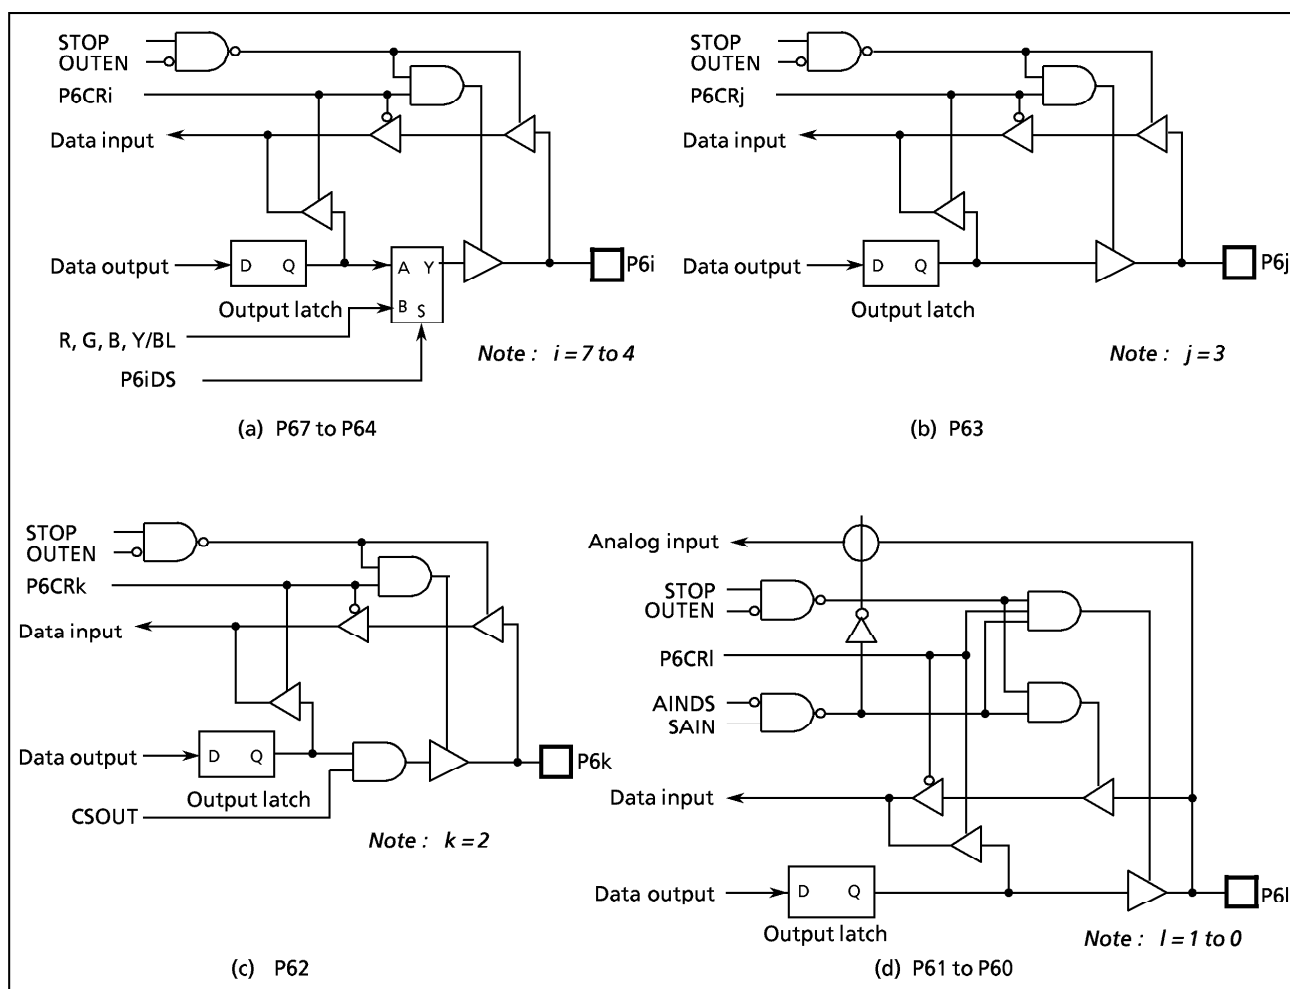 STOP
OUTEN
P6CRi
Data input
Data output
D Q
Output latch
A Y
B S
P6i
R, G, B, Y/BL
P6iDS
Note : i = 7 to 4
(a) P67 to P64
STOP
OUTEN
P6CRj
Data input
Data output
D Q
Output latch
P6j
Note : j = 3
(b) P63
STOP
OUTEN
P6CRk
Data input
Data output
D Q
Output latch
P6k
CSOUT
Note : k = 2
(c) P62
Analog input
STOP
OUTEN
P6CRl
AINDS
SAIN
Data input
Data output
D Q
Output latch
P6l
Note : l = 1 to 0
(d) P61 to P60